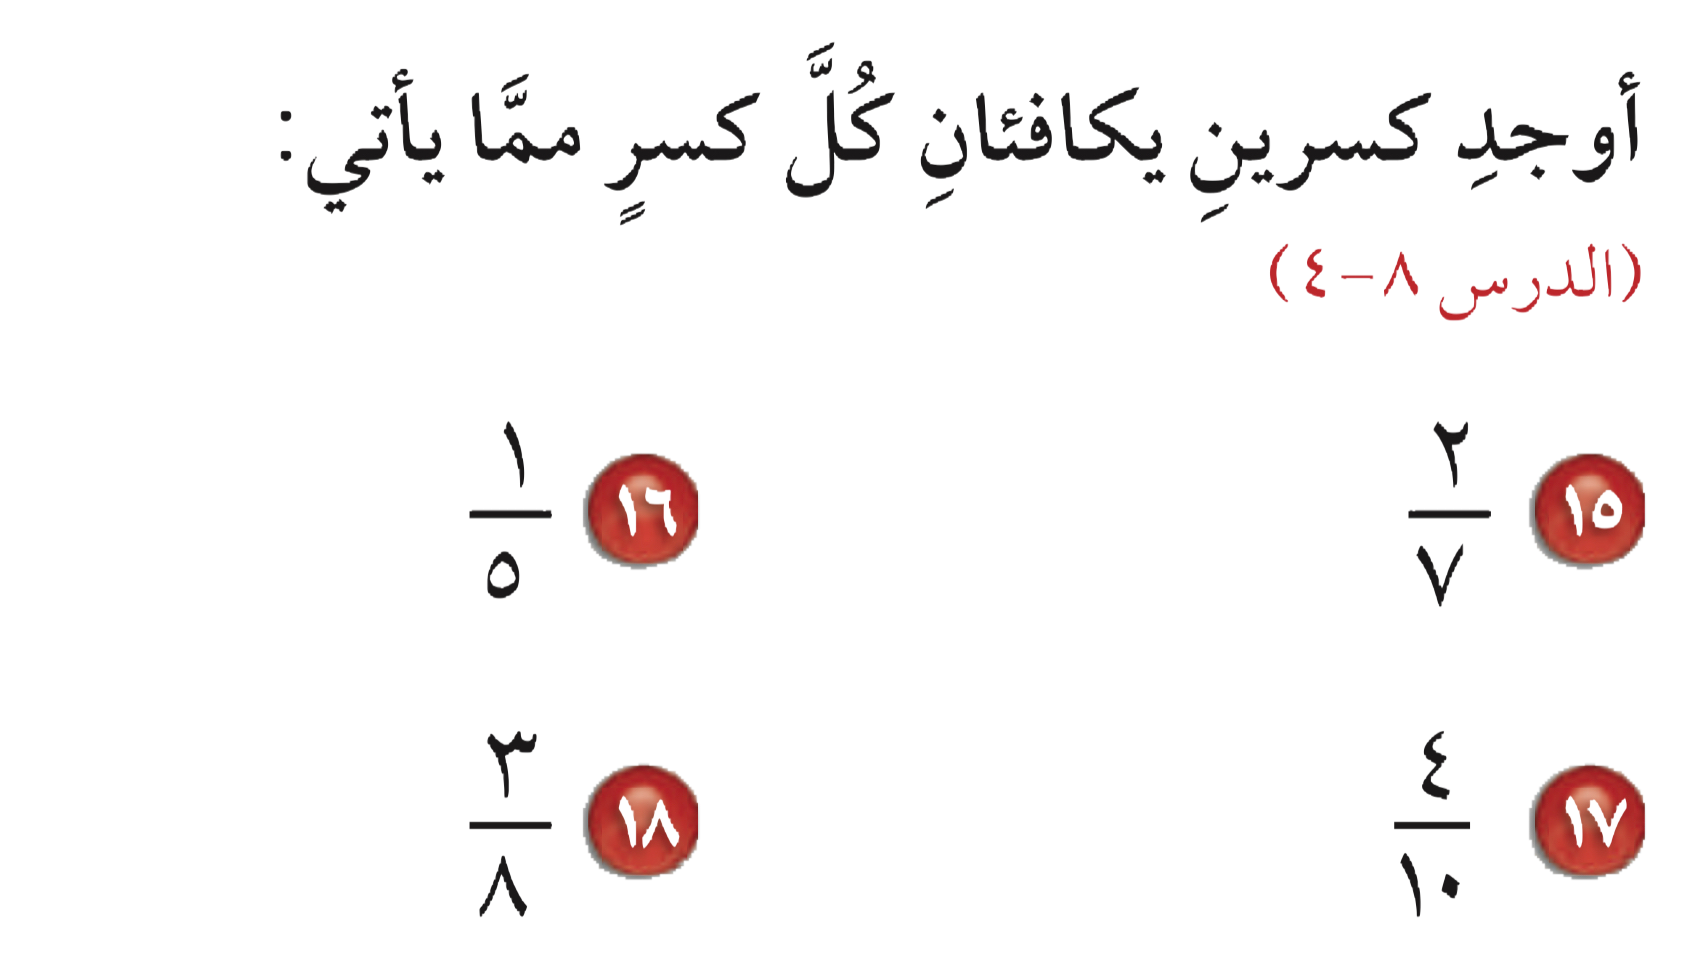 أوجدِ كسرينِ يكافئانِ كُلَّ كسرٍ ممَّا يأتي:
(الدرس ٨-٤)
١٥ ٢/٧ ١٦ ١/٥
١٧ ٤/١٠ ١٨ ٣/٨